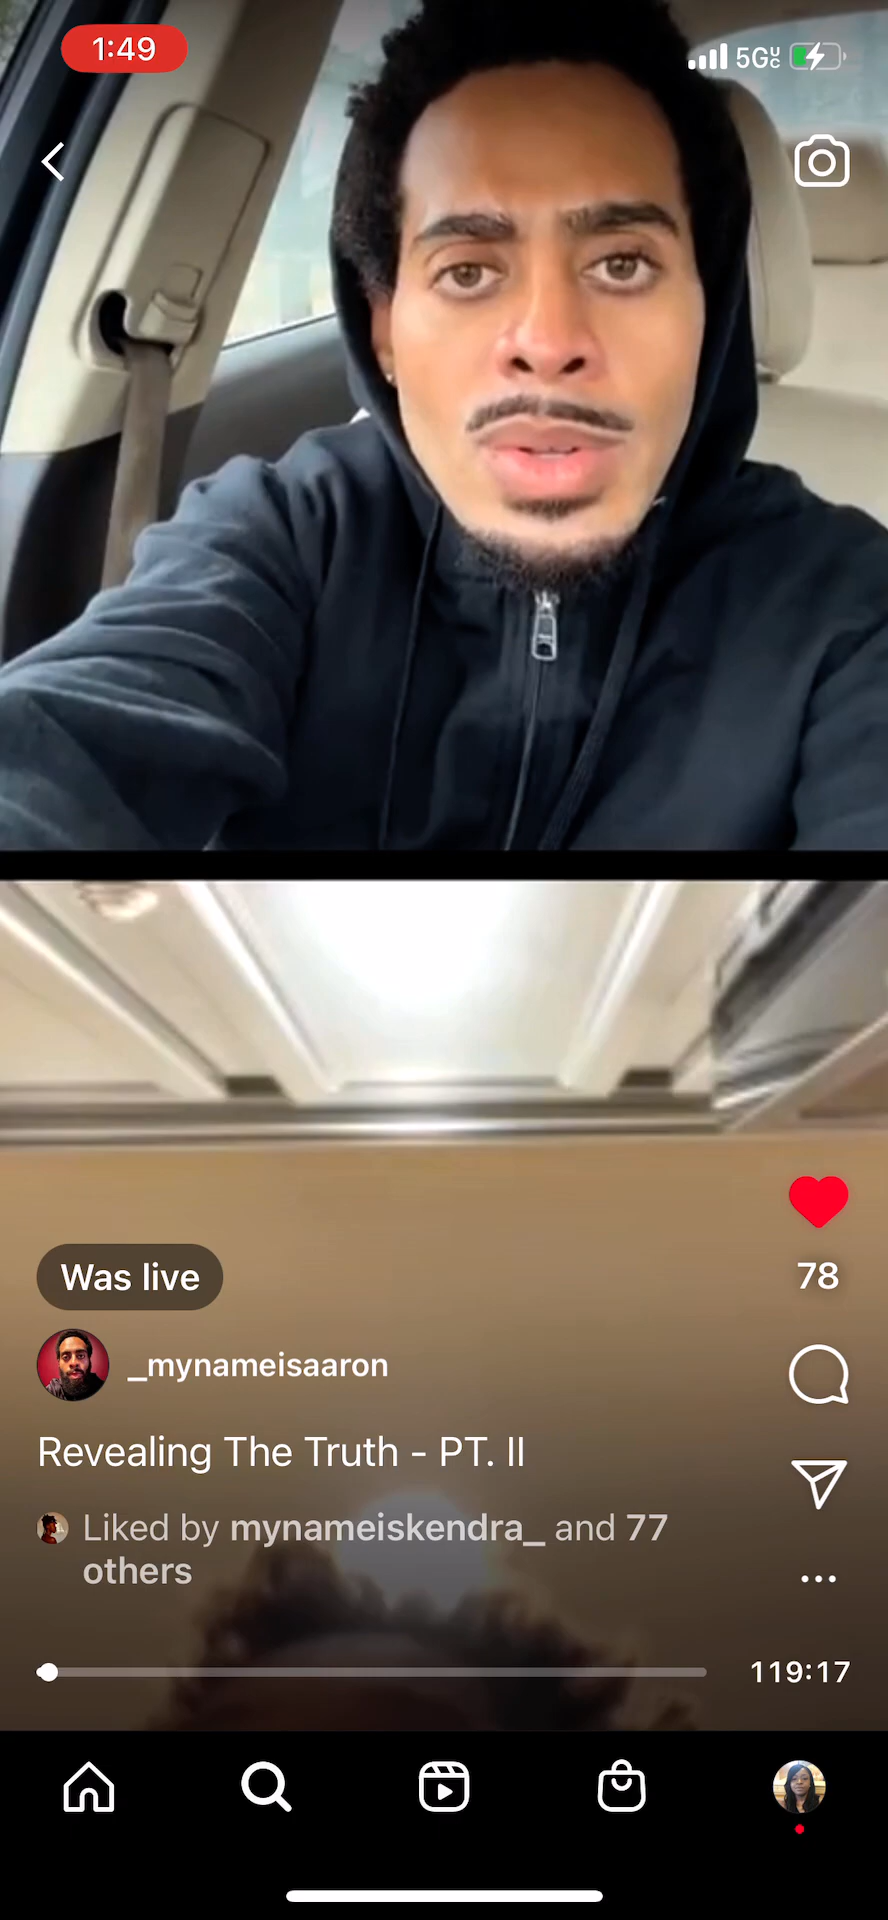 1:49
5GUC
Was live
_mynameisaaron
78
Revealing The Truth - PT. II
Liked by mynameiskendra_ and 77
others
119:17